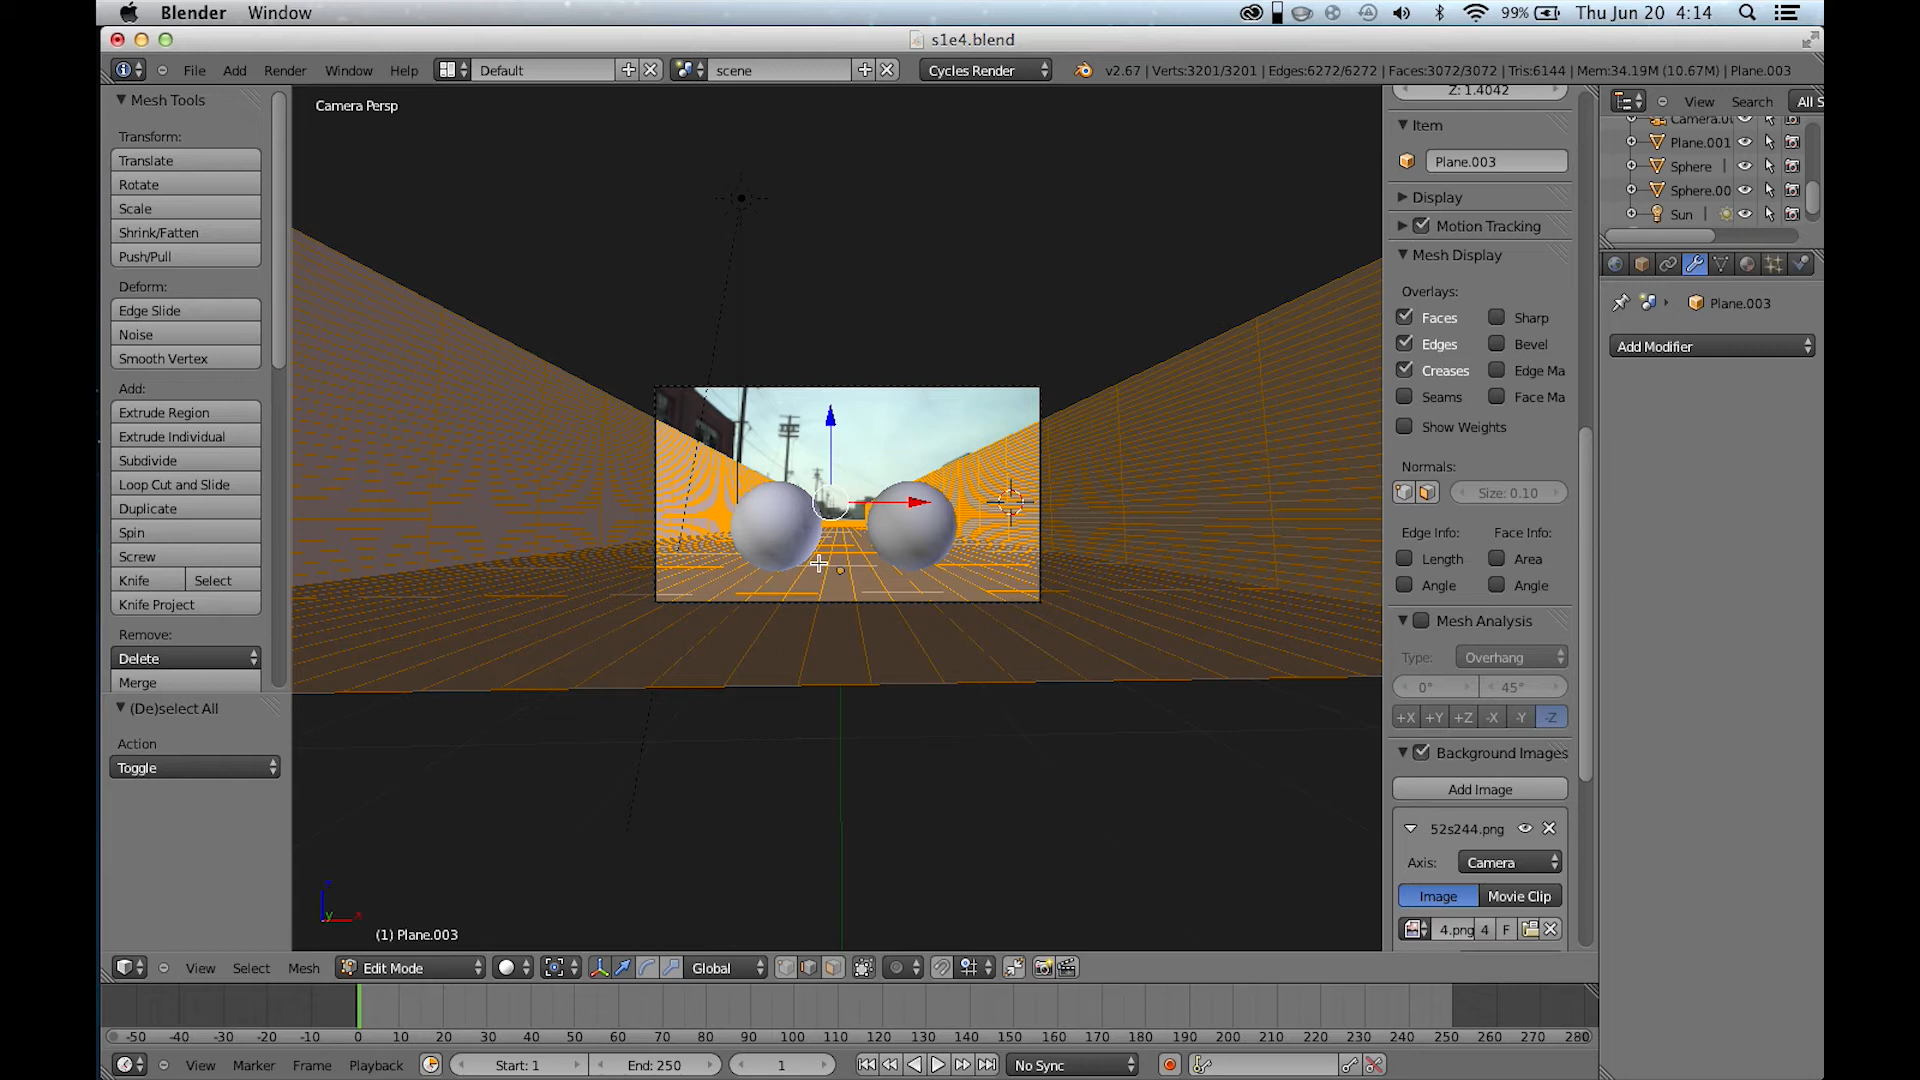 Blender Window
99% Thu Jun 20 4:14
s1e4.blend
File Add Render Window Help Default scene Cycles Render v2.67 | Verts:3201/3201 | Edges:6272/6272 | Faces:3072/3072 | Tris:6144 | Mem:34.19M (10.67M) | Plane.003
Mesh Tools
Transform:
Translate
Rotate
Scale
Shrink/Fatten
Push/Pull
Deform:
Edge Slide
Noise
Smooth Vertex
Add:
Extrude Region
Extrude Individual
Subdivide
Loop Cut and Slide
Duplicate
Spin
Screw
Knife Select
Knife Project
Remove:
Delete
Merge
(De)select All
Action
Toggle
Camera Persp
(1) Plane.003
Z: 1.4042
Item
Plane.003
Display
Motion Tracking
Mesh Display
Overlays:
Faces Sharp
Edges Bevel
Creases Edge Ma
Seams Face Ma
Show Weights
Normals:
Size: 0.10
Edge Info: Face Info:
Length Area
Angle Angle
Mesh Analysis
Type: Overhang
0° 45°
+X +Y +Z -X -Y -Z
Background Images
Add Image
52s244.png
Axis: Camera
Image Movie Clip
4.png 4 F
View Search All S
Camera.0
Plane.001
Sphere
Sphere.00
Sun
Plane.003
Add Modifier
View Select Mesh Edit Mode Global
-50 -40 -30 -20 -10 0 10 20 30 40 50 60 70 80 90 100 110 120 130 140 150 160 170 180 190 200 210 220 230 240 250 260 270 280
View Marker Frame Playback Start: 1 End: 250 1 No Sync